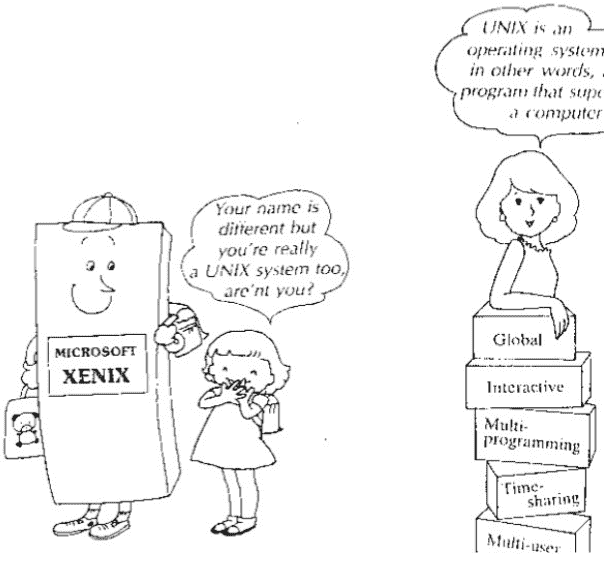 UNIX is an
operating system
in other words,
program that
a computer
Your name is
different but
you're really
a UNIX system too,
are'nt you?
MICROSOFT
XENIX
Global
Interactive
Multi-
programming
Time-
sharing
Multi-user